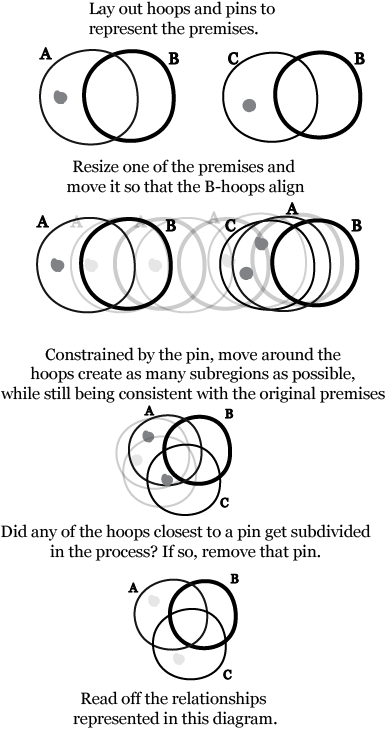 Lay out hoops and pins to
represent the premises.
A B C B
Resize one of the premises and
move it so that the B-hoops align
A A A A C A B
B
Constrained by the pin, move around the
hoops create as many subregions as possible,
while still being consistent with the original premises
A B
C
Did any of the hoops closest to a pin get subdivided
in the process? If so, remove that pin.
A B
C
Read off the relationships
represented in this diagram.